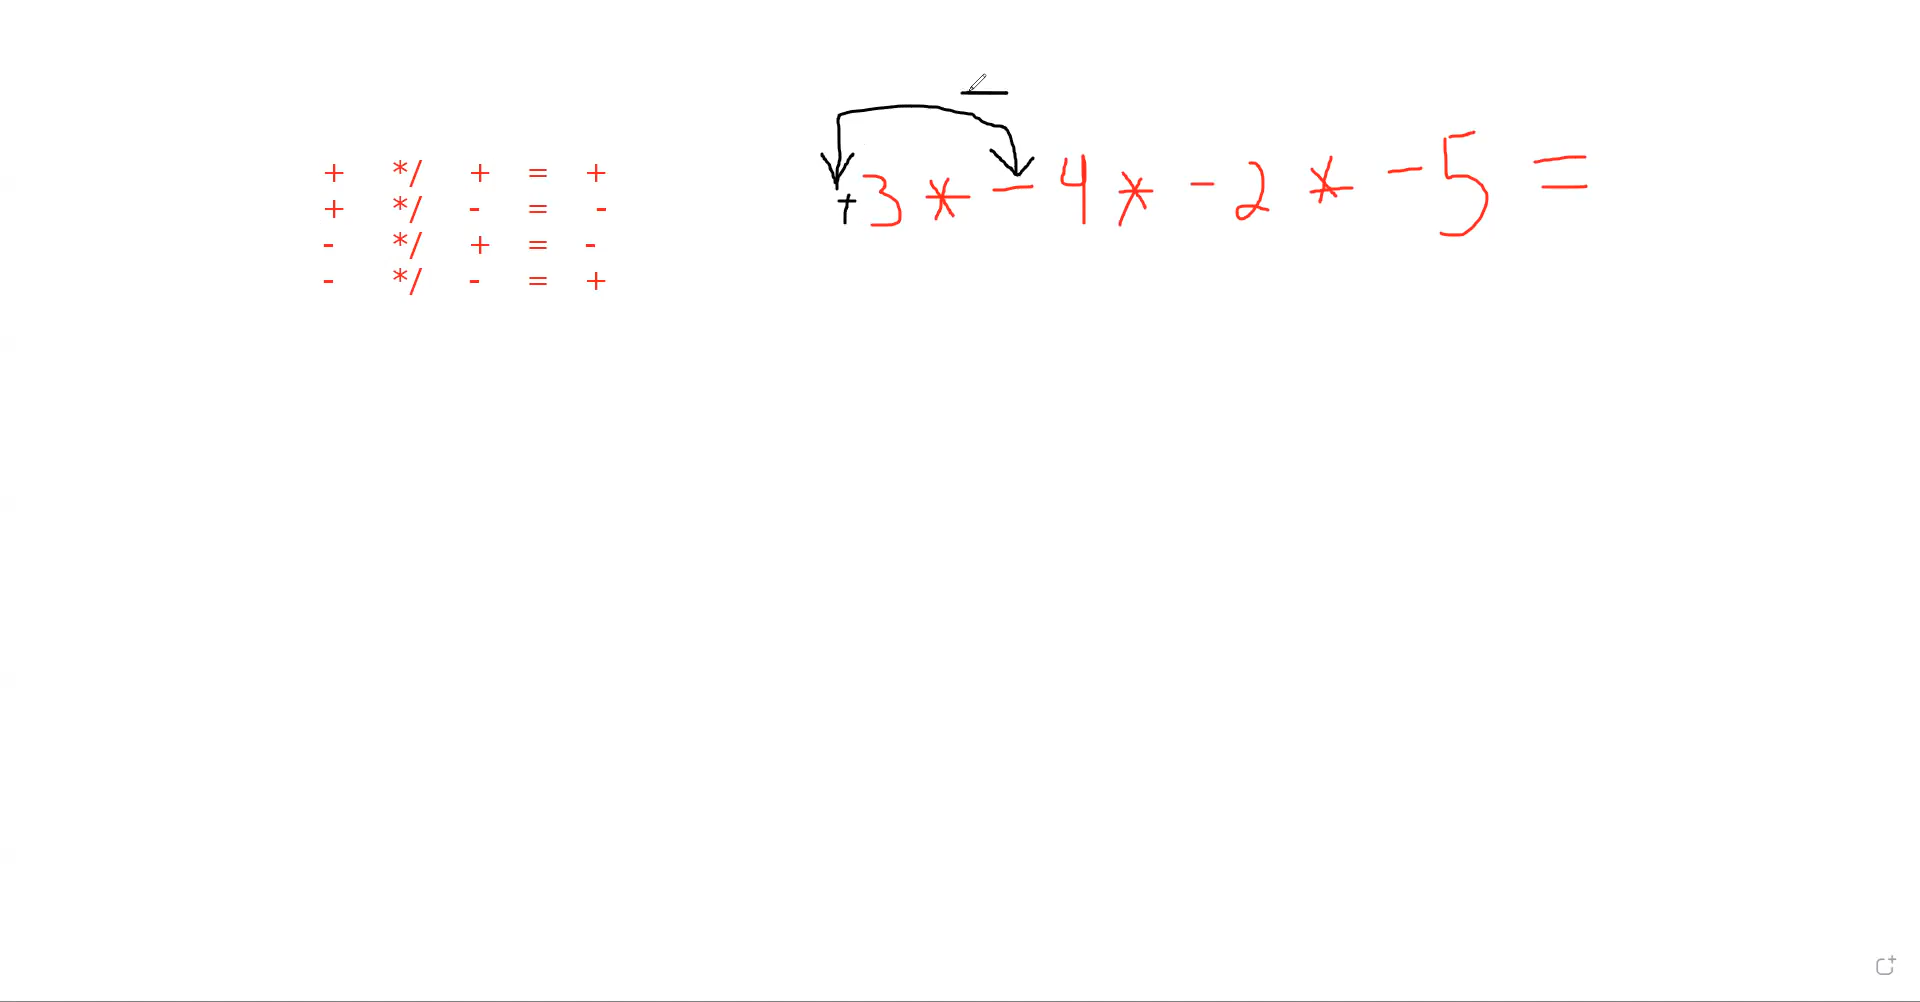 + */ + = +
+ */ - = -
- */ + = -
- */ - = +
—
+3 * -4 * -2 * -5 =